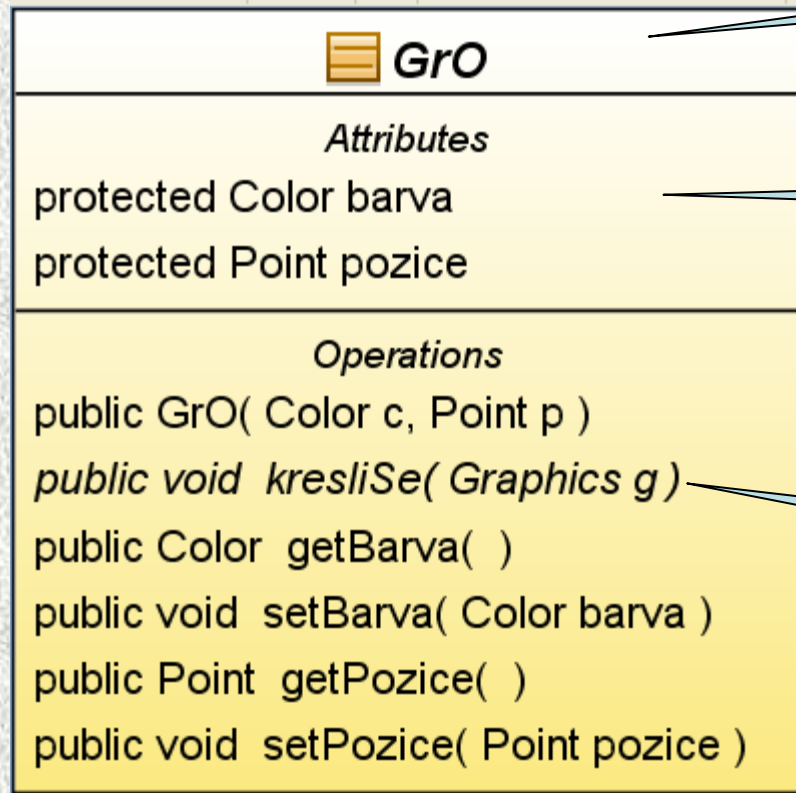 GrO
Attributes
protected Color barva
protected Point pozice
Operations
public GrO( Color c, Point p )
public void  kresliSe( Graphics g )
public Color  getBarva(  )
public void  setBarva( Color barva )
public Point  getPozice(  )
public void  setPozice( Point pozice )